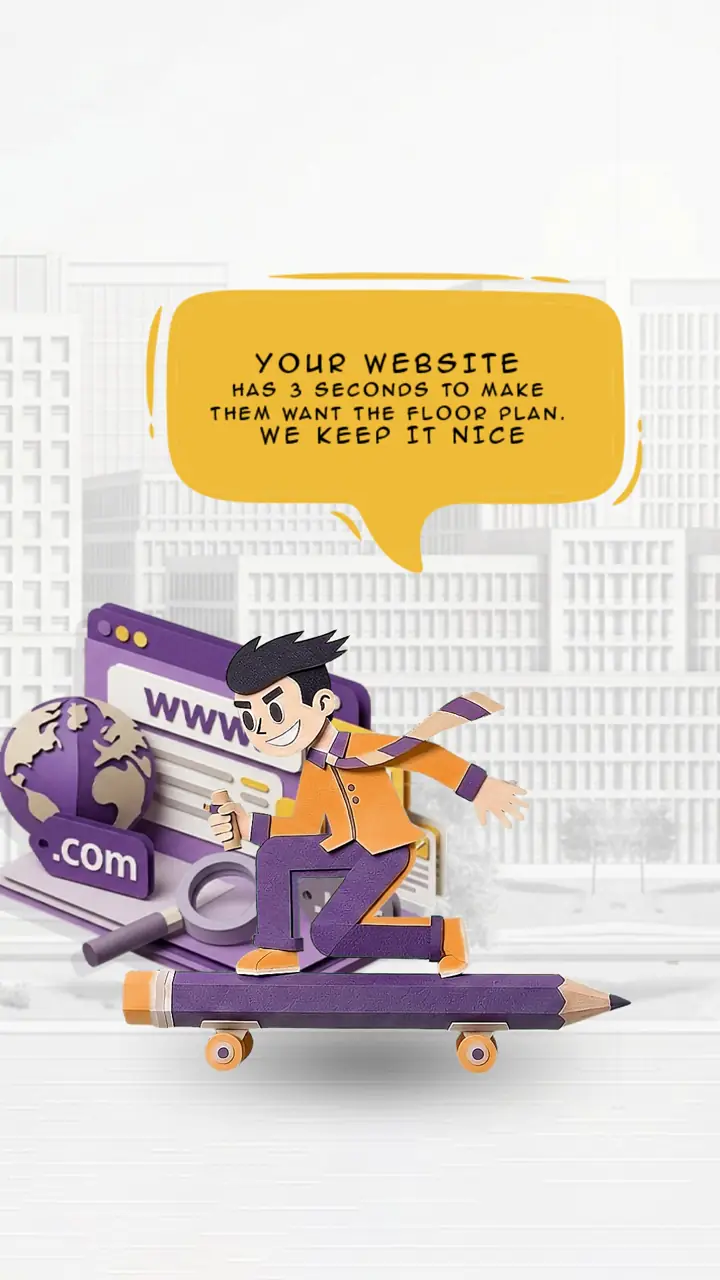 YOUR WEBSITE
HAS 3 SECONDS TO MAKE
THEM WANT THE FLOOR PLAN.
WE KEEP IT NICE
www
.com